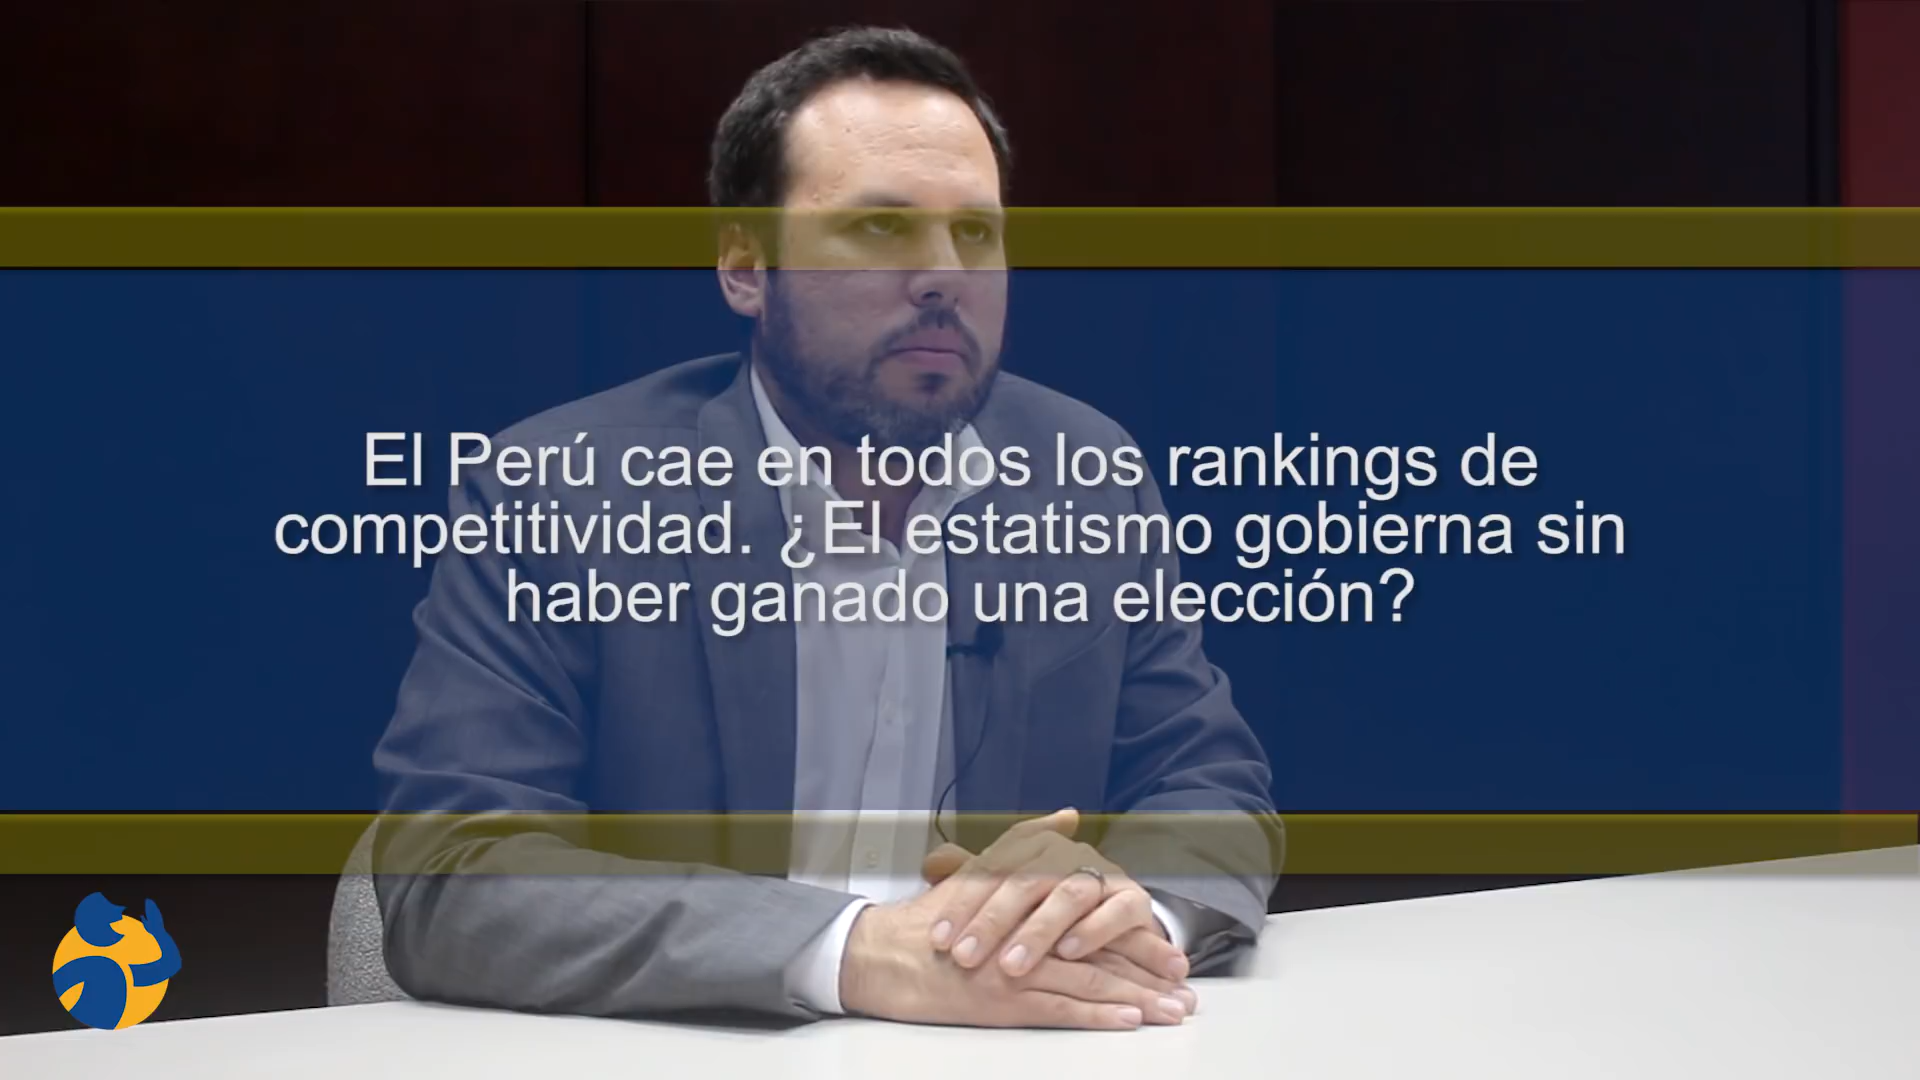 El Perú cae en todos los rankings de
competitividad. ¿El estatismo gobierna sin
haber ganado una elección?